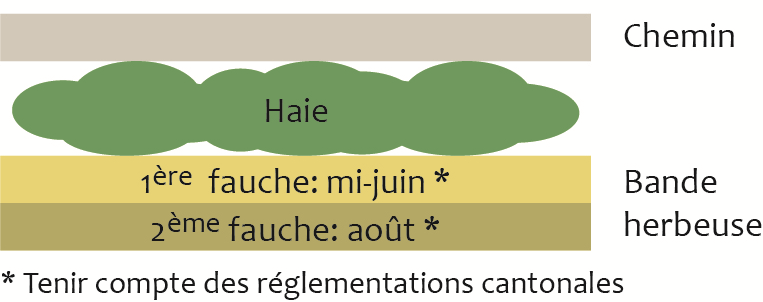 Chemin
Haie
1ère fauche: mi-juin *
Bande
herbeuse
2ème fauche: août *
* Tenir compte des réglementations cantonales